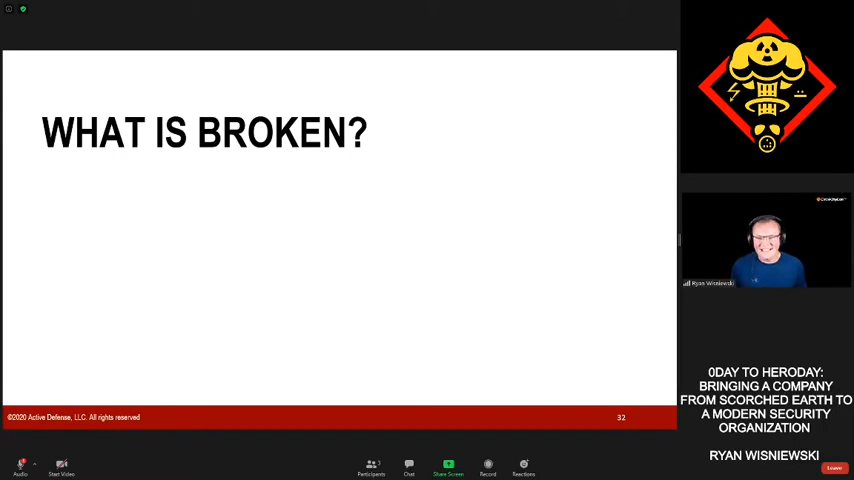 WHAT IS BROKEN?
©2020 Active Defense, LLC. All rights reserved
32
Ryan Wisniewski
0DAY TO HERODAY:
BRINGING A COMPANY
FROM SCORCHED EARTH TO
A MODERN SECURITY
ORGANIZATION
RYAN WISNIEWSKI
Audio
Start Video
Participants
Chat
Share Screen
Record
Reactions
Leave